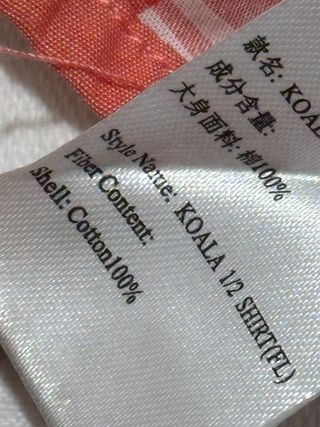 款名: KOAL
成分含量:
大身面料: 棉100%
Style Name: KOALA 1/2 SHIRT(FL)
Fiber Content:
Shell: Cotton100%